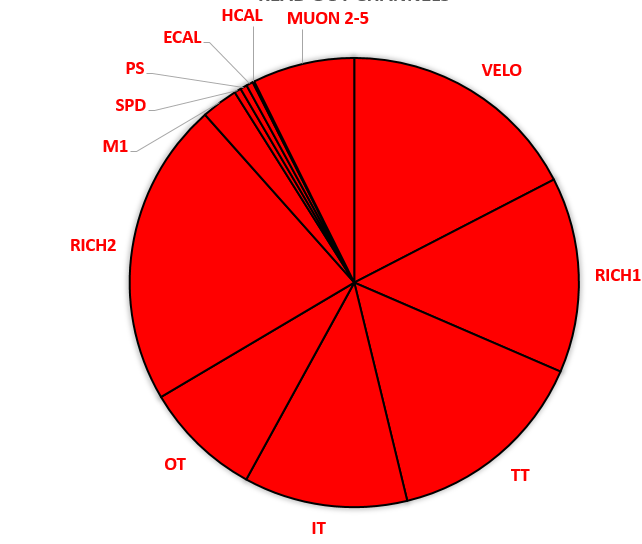 HCAL
MUON 2-5
ECAL
VELO
PS
SPD
M1
RICH2
RICH1
OT
TT
IT